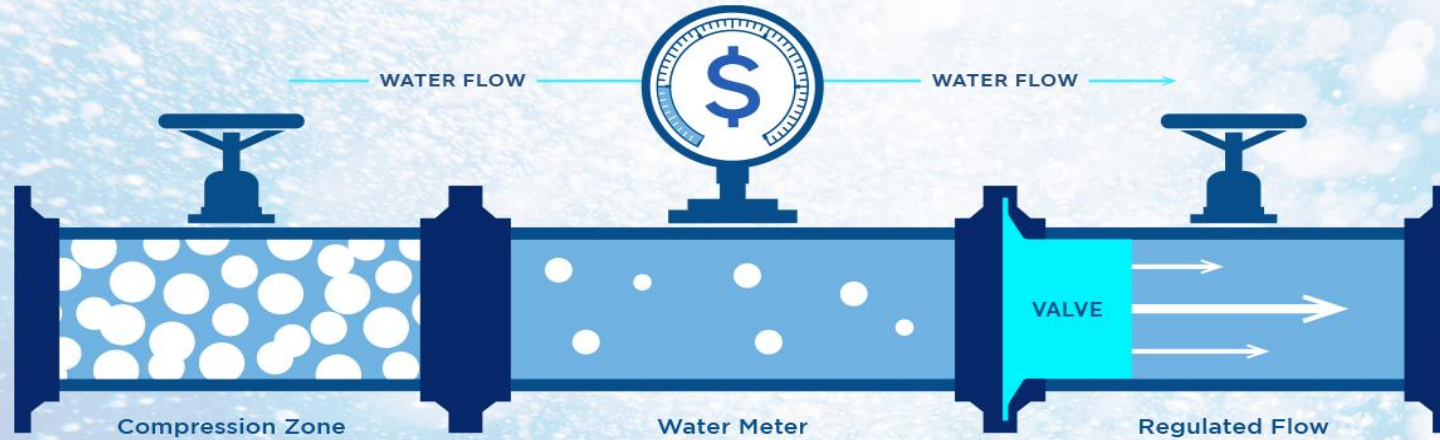 WATER FLOW
$
WATER FLOW
VALVE
Compression Zone
Water Meter
Regulated Flow